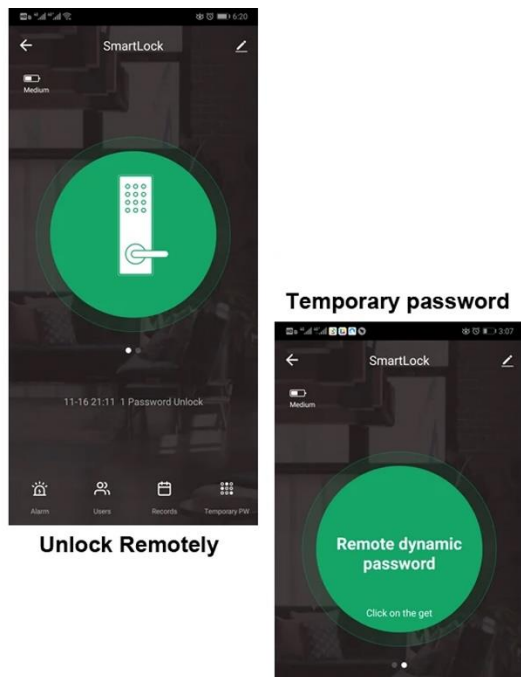 6:20
SmartLock
Medium
11-16 21:11 1 Password Unlock
Alarm
Users
Records
Temporary PW
Unlock Remotely
Temporary password
3:07
SmartLock
Medium
Remote dynamic
password
Click on the get